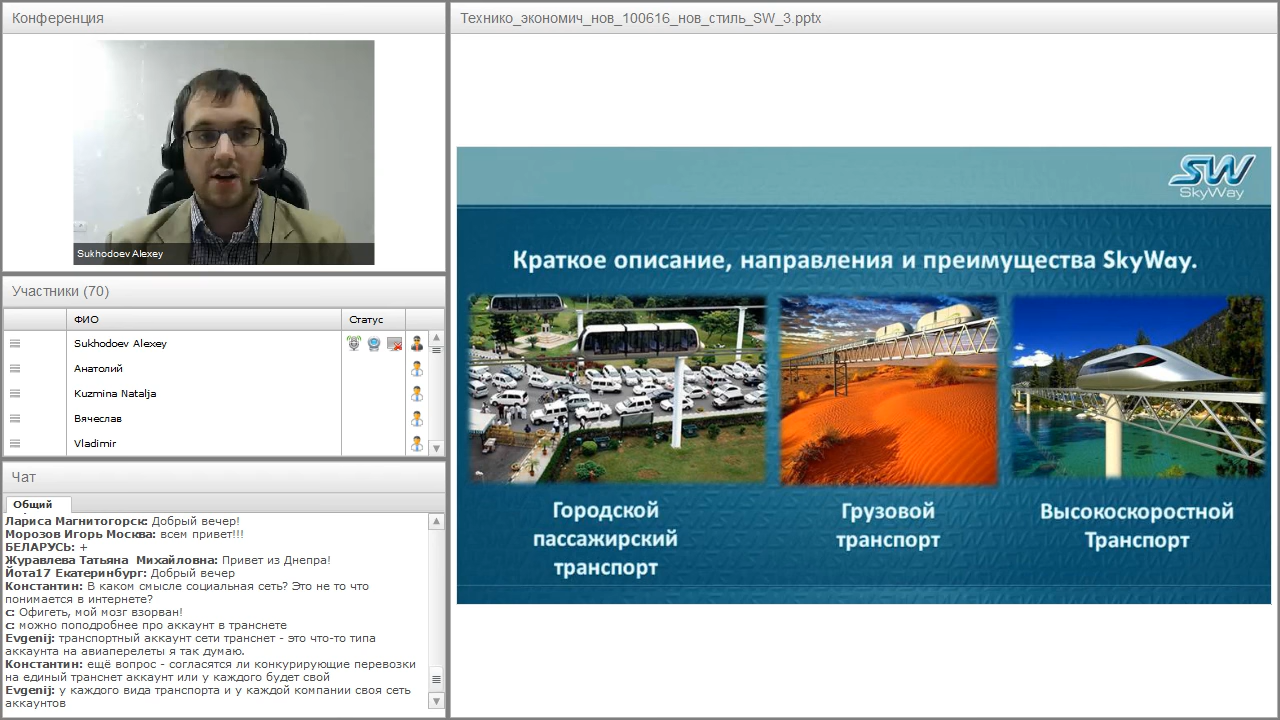 Конференция
Sukhodoev Alexey
Участники (70)
ФИО
Статус
Sukhodoev Alexey
Анатолий
Kuzmina Natalja
Вячеслав
Vladimir
Чат
Общий
Лариса Магнитогорск: Добрый вечер!
Морозов Игорь Москва: всем привет!!!
БЕЛАРУСЬ: +
Журавлева Татьяна Михайловна: Привет из Днепра!
Йота17 Екатеринбург: Добрый вечер
Константин: В каком смысле социальная сеть? Это не то что
понимается в интернете?
с: Офигеть, мой мозг взорван!
с: можно поподробнее про аккаунт в транснете
Evgenij: транспортный аккаунт сети транснет - это что-то типа
аккаунта на авиаперелеты я так думаю.
Константин: ещё вопрос - согласятся ли конкурирующие перевозки
на единый транснет аккаунт или у каждого будет свой
Evgenij: у каждого вида транспорта и у каждой компании своя сеть
аккаунтов
Технико_экономич_нов_100616_нов_стиль_SW_3.pptx
SW
SkyWay
Краткое описание, направления и преимущества SkyWay.
Городской
пассажирский
транспорт
Грузовой
транспорт
Высокоскоростной
Транспорт